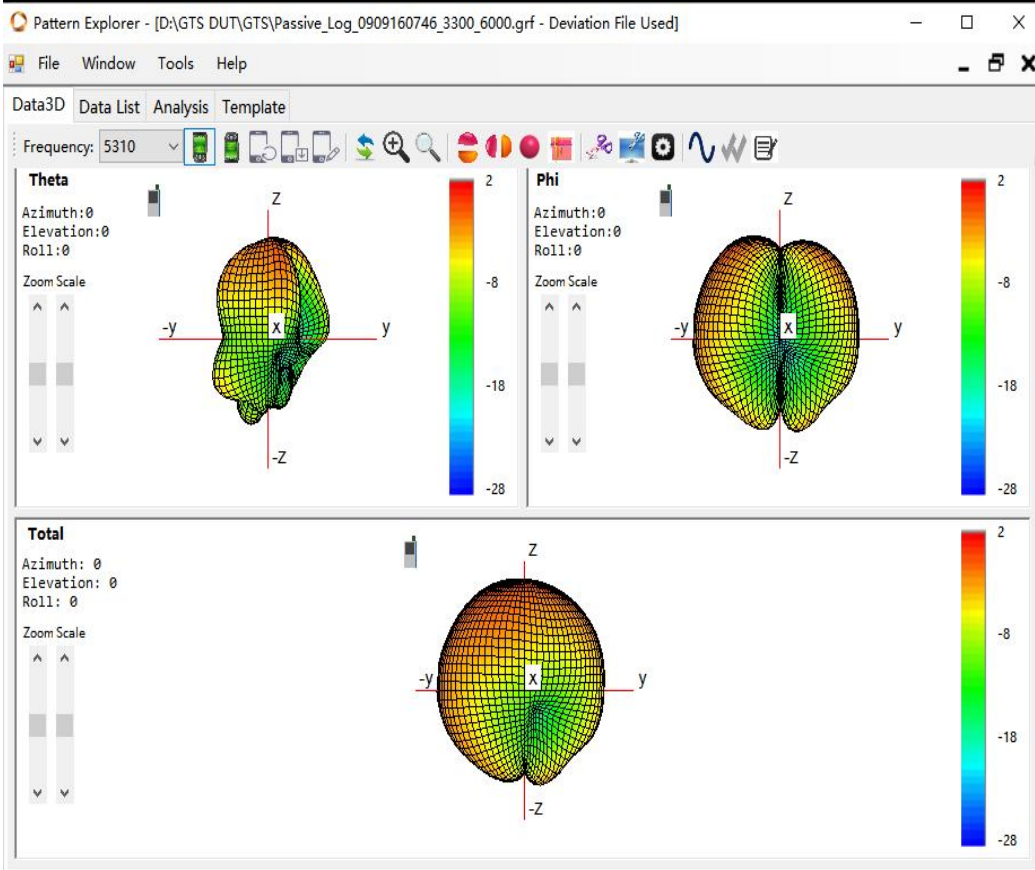 Pattern Explorer - [D:\GTS DUT\GTS\Passive_Log_0909160746_3300_6000.grf - Deviation File Used]
File Window Tools Help
Data3D Data List Analysis Template
Frequency: 5310
Theta
Azimuth:0
Elevation:0
Roll:0
Zoom Scale
Z
-y
X
y
-Z
2
-8
-18
-28
Phi
Azimuth:0
Elevation:0
Roll:0
Zoom Scale
Z
-y
X
y
-Z
2
-8
-18
-28
Total
Azimuth: 0
Elevation: 0
Roll: 0
Zoom Scale
Z
-y
X
y
-Z
2
-8
-18
-28